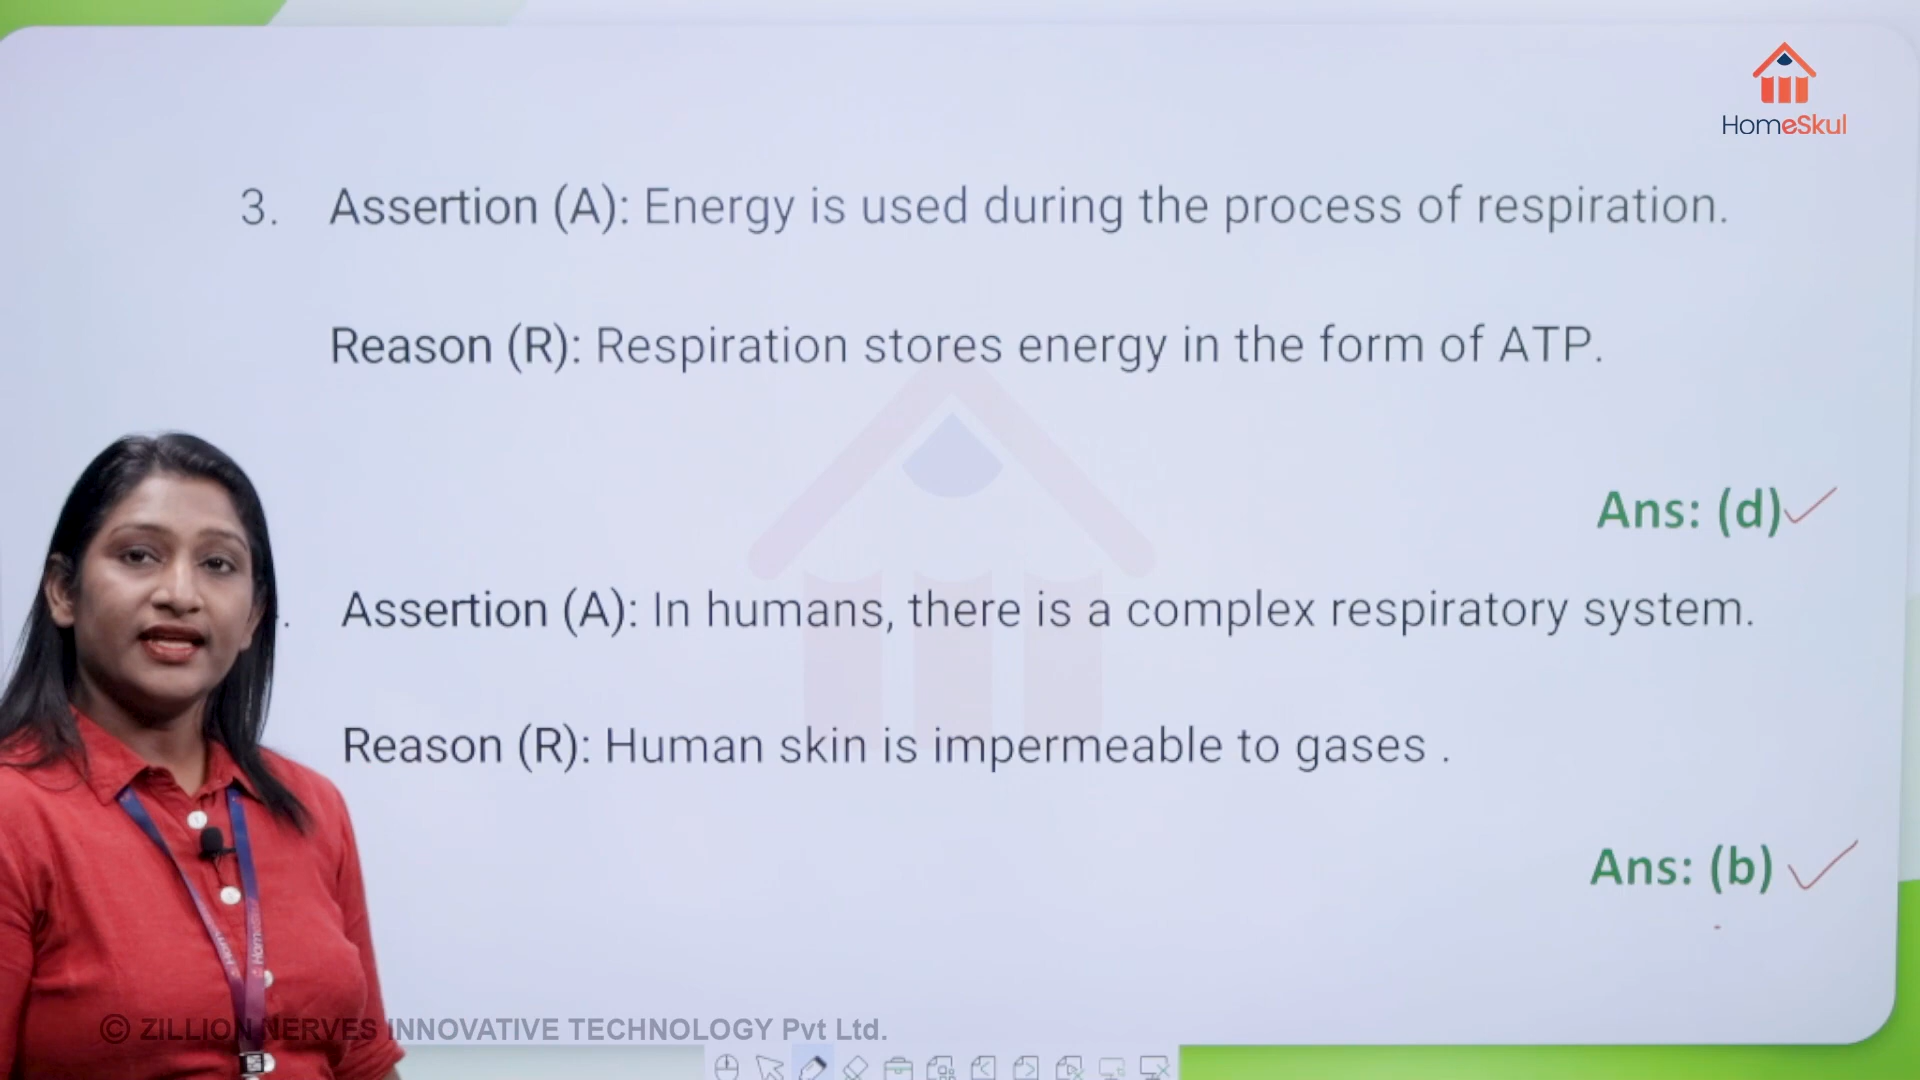 HomeSkul
3. Assertion (A): Energy is used during the process of respiration.
Reason (R): Respiration stores energy in the form of ATP.
Ans: (d)
. Assertion (A): In humans, there is a complex respiratory system.
Reason (R): Human skin is impermeable to gases .
Ans: (b)
HomeSkul
© ZILLION NERVES INNOVATIVE TECHNOLOGY Pvt Ltd.